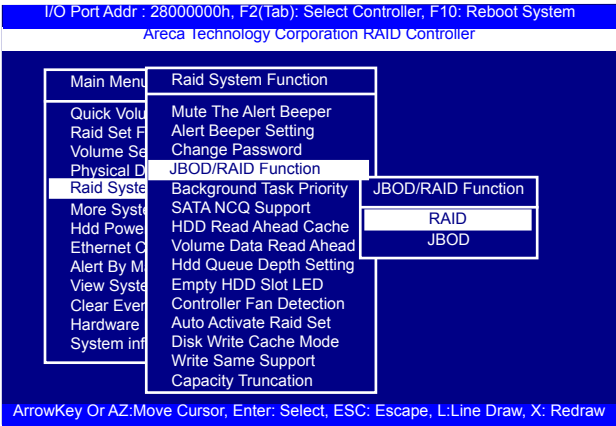 I/O Port Addr : 28000000h, F2(Tab): Select Controller, F10: Reboot System
Areca Technology Corporation RAID Controller
Main Menu
Quick Volu
Raid Set F
Volume Se
Physical D
Raid Syste
More Syste
Hdd Powe
Ethernet C
Alert By M
View Syste
Clear Ever
Hardware
System inf
Raid System Function
Mute The Alert Beeper
Alert Beeper Setting
Change Password
JBOD/RAID Function
Background Task Priority
SATA NCQ Support
HDD Read Ahead Cache
Volume Data Read Ahead
Hdd Queue Depth Setting
Empty HDD Slot LED
Controller Fan Detection
Auto Activate Raid Set
Disk Write Cache Mode
Write Same Support
Capacity Truncation
JBOD/RAID Function
RAID
JBOD
ArrowKey Or AZ:Move Cursor, Enter: Select, ESC: Escape, L:Line Draw, X: Redraw